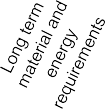 Long term
material and
energy
requirements